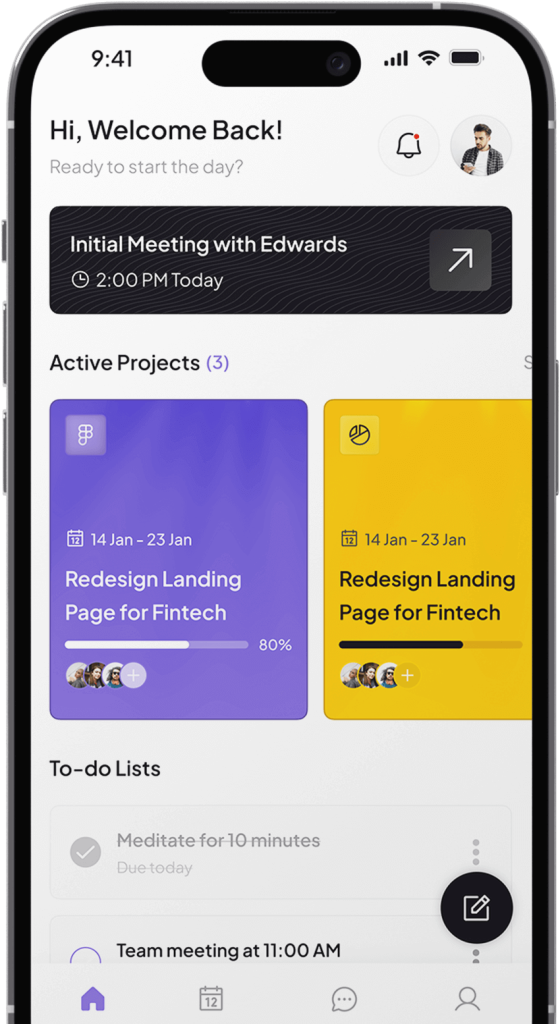 9:41
Hi, Welcome Back!
Ready to start the day?
Initial Meeting with Edwards
2:00 PM Today
Active Projects (3)
S
12 14 Jan - 23 Jan
Redesign Landing
Page for Fintech
80%
12 14 Jan - 23 Jan
Redesign Landing
Page for Fintech
To-do Lists
Meditate for 10 minutes
Due today
Team meeting at 11:00 AM
12